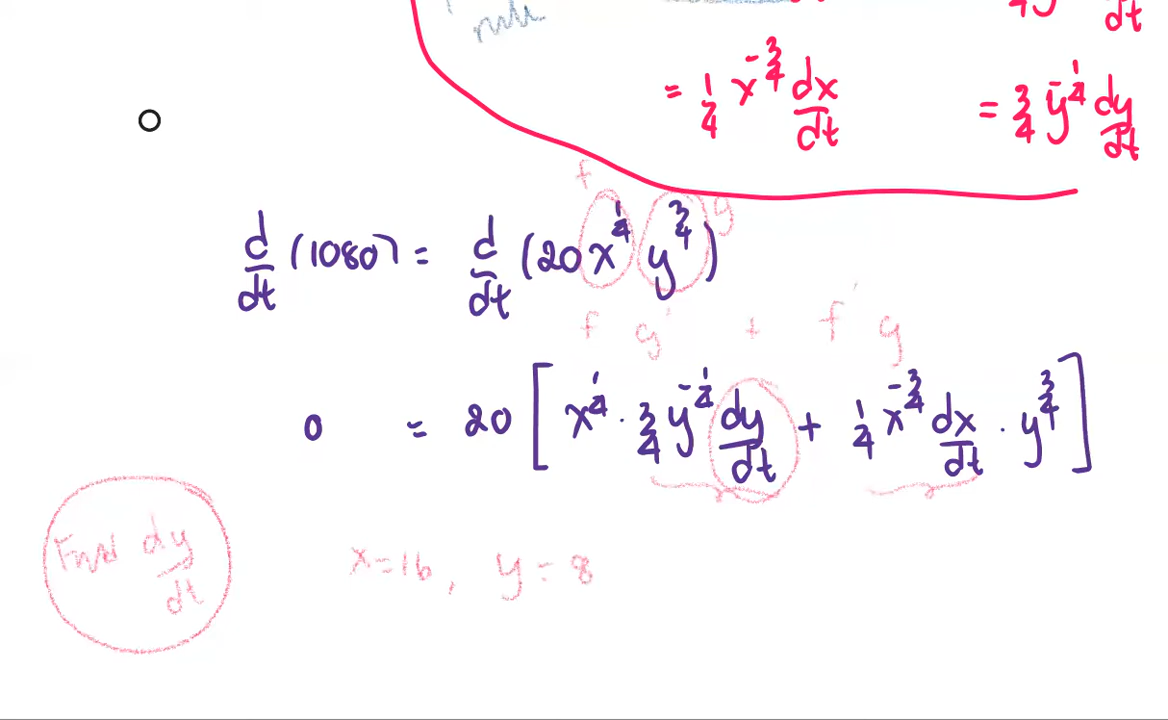 rule
dt
= 1/4 x^(-3/4) dx/dt = 3/4 y^(-1/4) dy/dt
f g
d/dt (1080) = d/dt (20 x^(1/4) y^(3/4))
f g' + f' g
0 = 20 [ x^(1/4) · 3/4 y^(-1/4) dy/dt + 1/4 x^(-3/4) dx/dt · y^(3/4) ]
Find dy/dt x=16, y=8